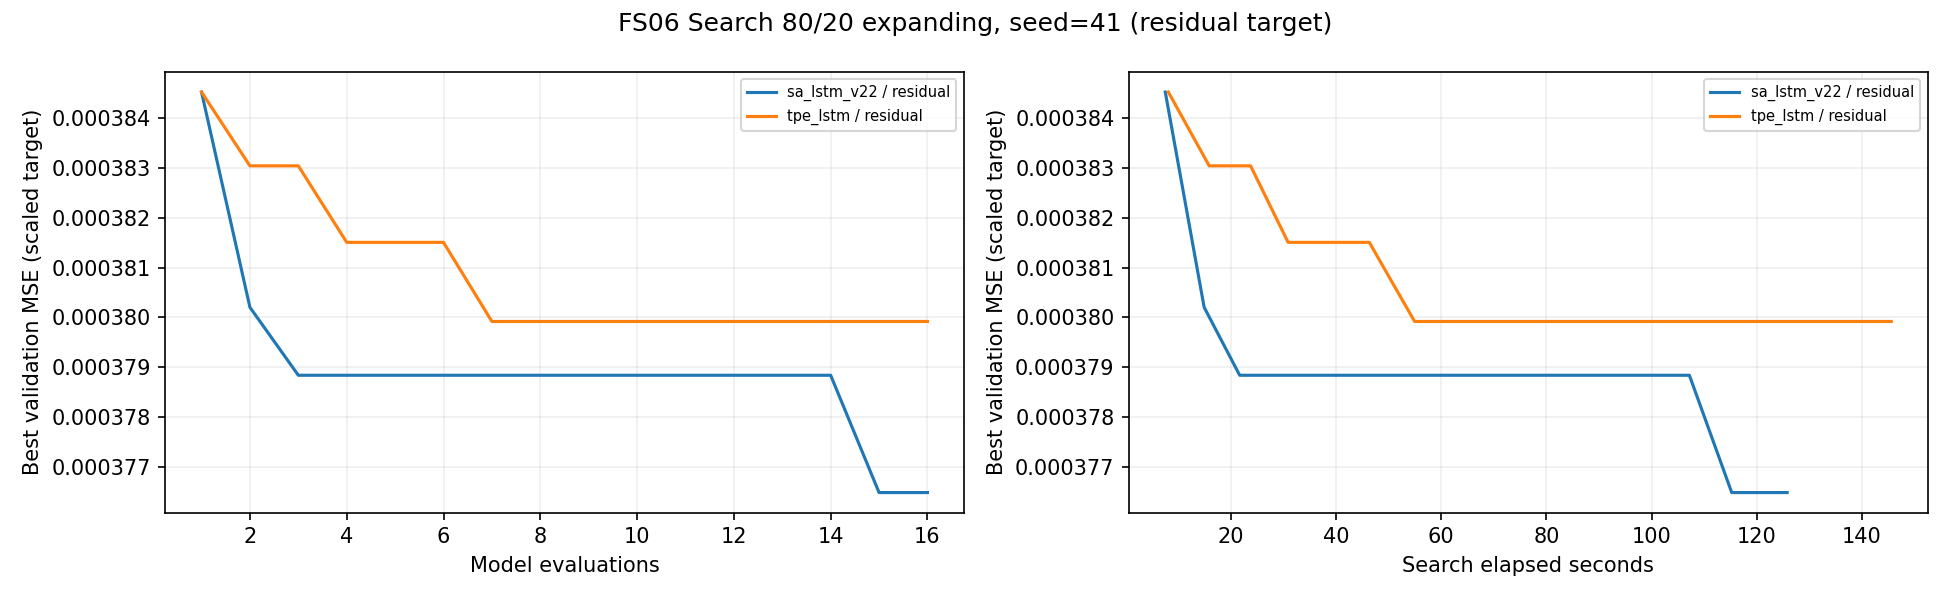 FS06 Search 80/20 expanding, seed=41 (residual target)
Best validation MSE (scaled target)
0.000384
0.000383
0.000382
0.000381
0.000380
0.000379
0.000378
0.000377
sa_lstm_v22 / residual
tpe_lstm / residual
2 4 6 8 10 12 14 16
Model evaluations
Best validation MSE (scaled target)
0.000384
0.000383
0.000382
0.000381
0.000380
0.000379
0.000378
0.000377
sa_lstm_v22 / residual
tpe_lstm / residual
20 40 60 80 100 120 140
Search elapsed seconds